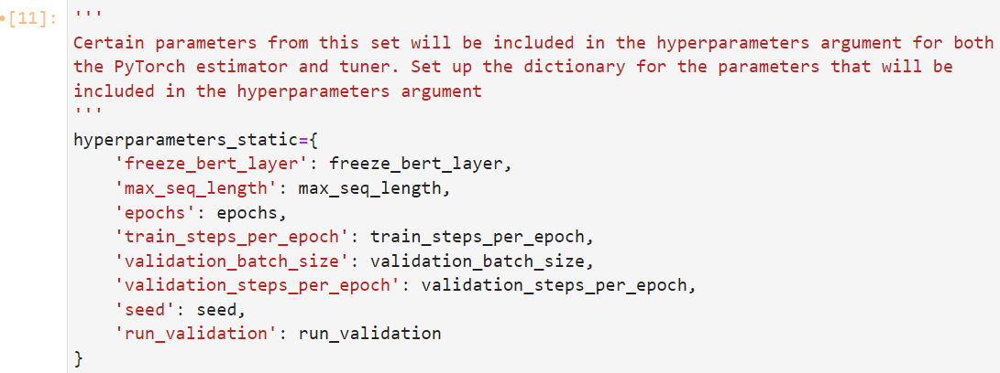 [11]: '''
Certain parameters from this set will be included in the hyperparameters argument for both
the PyTorch estimator and tuner. Set up the dictionary for the parameters that will be
included in the hyperparameters argument
'''
hyperparameters_static={
    'freeze_bert_layer': freeze_bert_layer,
    'max_seq_length': max_seq_length,
    'epochs': epochs,
    'train_steps_per_epoch': train_steps_per_epoch,
    'validation_batch_size': validation_batch_size,
    'validation_steps_per_epoch': validation_steps_per_epoch,
    'seed': seed,
    'run_validation': run_validation
}